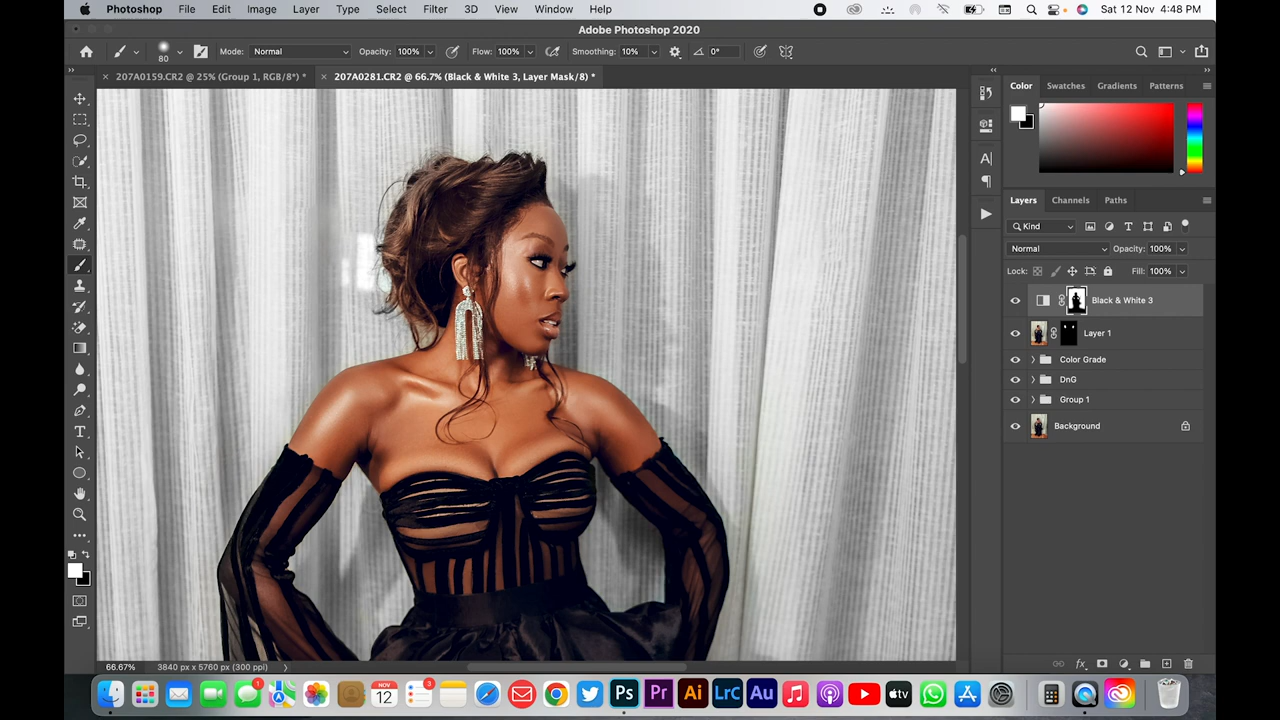 Photoshop File Edit Image Layer Type Select Filter 3D View Window Help Sat 12 Nov 4:48 PM
Adobe Photoshop 2020
80 Mode: Normal Opacity: 100% Flow: 100% Smoothing: 10% 0°
207A0159.CR2 @ 25% (Group 1, RGB/8*) * 207A0281.CR2 @ 66.7% (Black & White 3, Layer Mask/8) *
Color Swatches Gradients Patterns
Layers Channels Paths
Kind
Normal Opacity: 100%
Lock: Fill: 100%
Black & White 3
Layer 1
Color Grade
DnG
Group 1
Background
66.67% 3840 px x 5760 px (300 ppi)
1 NOV 12 3 Ps Pr Ai LrC Au tv